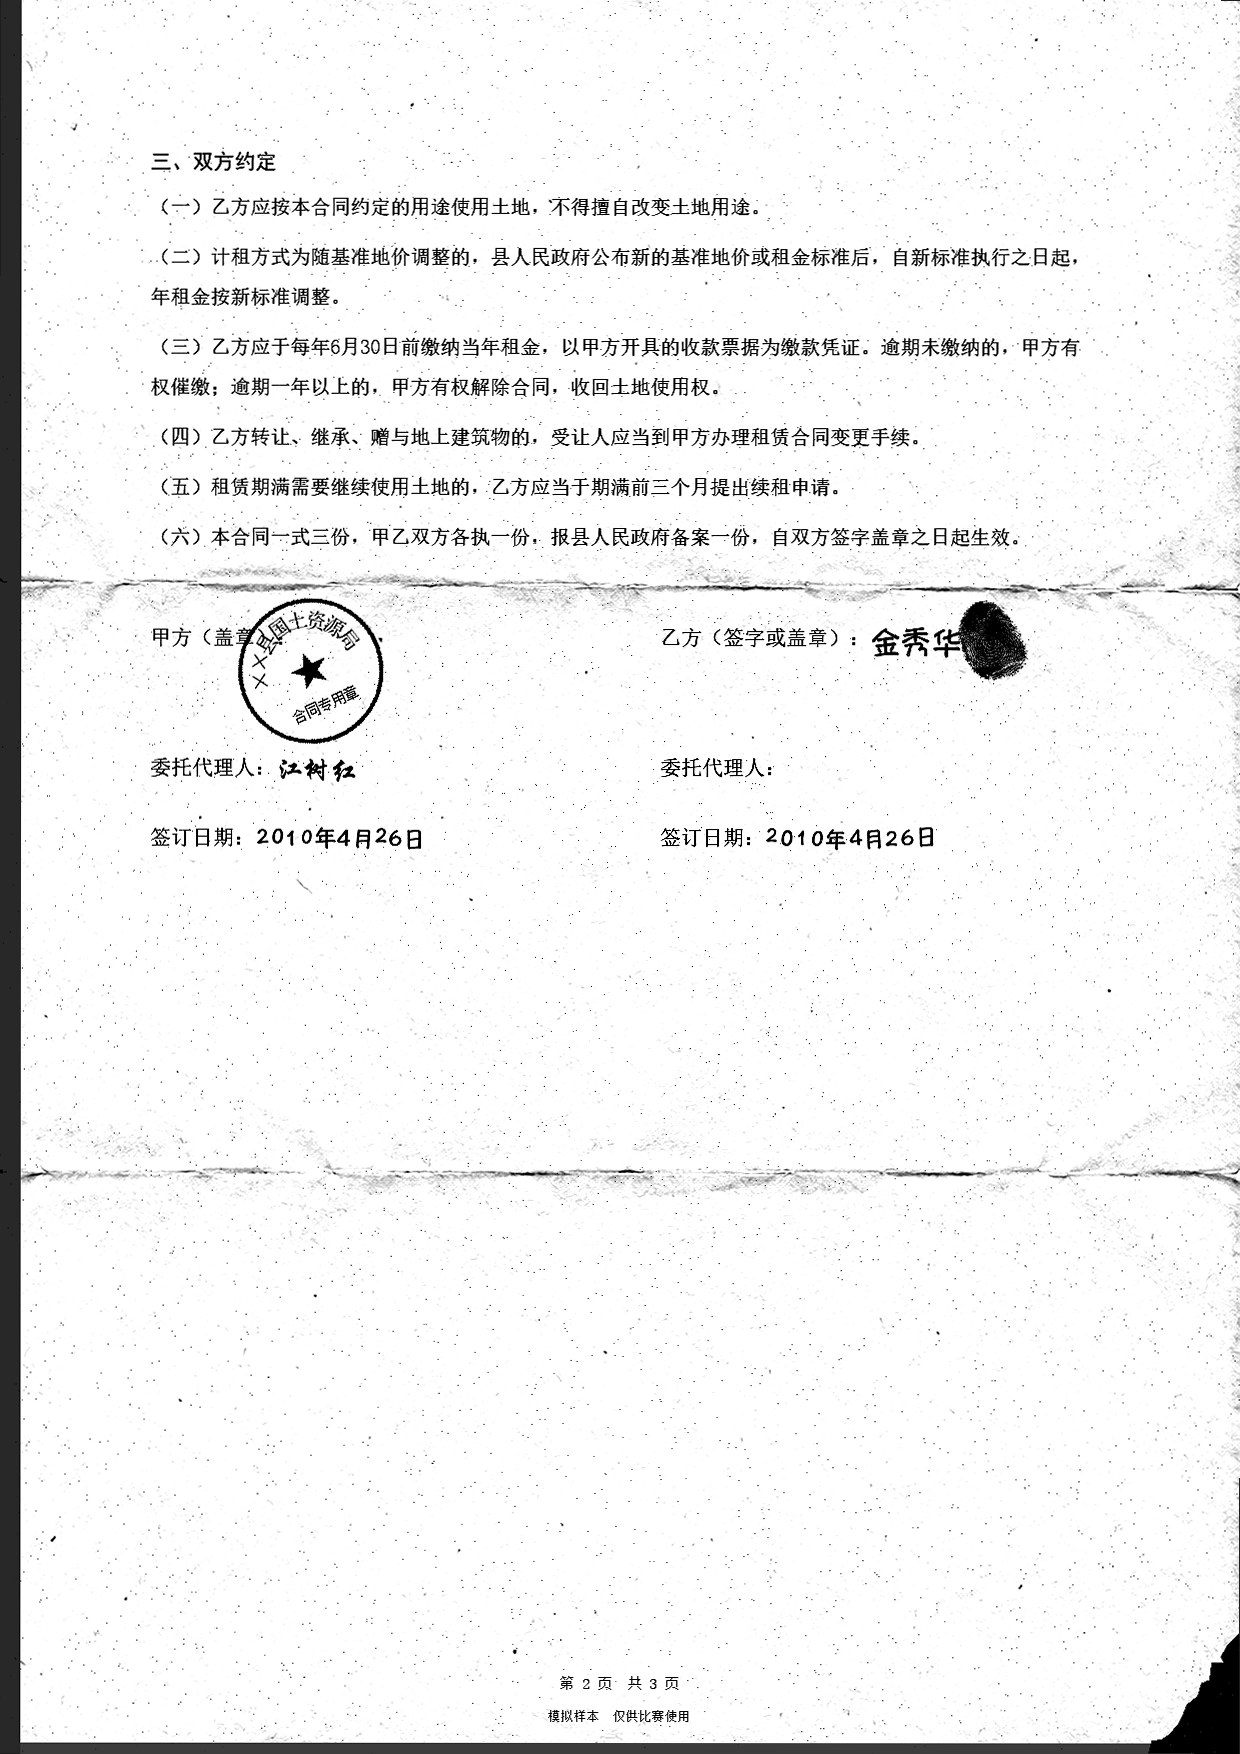 三、双方约定
（一）乙方应按本合同约定的用途使用土地，不得擅自改变土地用途。
（二）计租方式为随基准地价调整的，县人民政府公布新的基准地价或租金标准后，自新标准执行之日起，
年租金按新标准调整。
（三）乙方应于每年6月30日前缴纳当年租金，以甲方开具的收款票据为缴款凭证。逾期未缴纳的，甲方有
权催缴；逾期一年以上的，甲方有权解除合同，收回土地使用权。
（四）乙方转让、继承、赠与地上建筑物的，受让人应当到甲方办理租赁合同变更手续。
（五）租赁期满需要继续使用土地的，乙方应当于期满前三个月提出续租申请。
（六）本合同一式三份，甲乙双方各执一份，报县人民政府备案一份，自双方签字盖章之日起生效。
甲方（盖章）： 乙方（签字或盖章）：金秀华
××县国土资源局
合同专用章
委托代理人：江树红 委托代理人：
签订日期：2010年4月26日 签订日期：2010年4月26日
第 2 页 共 3 页
模拟样本 仅供比赛使用